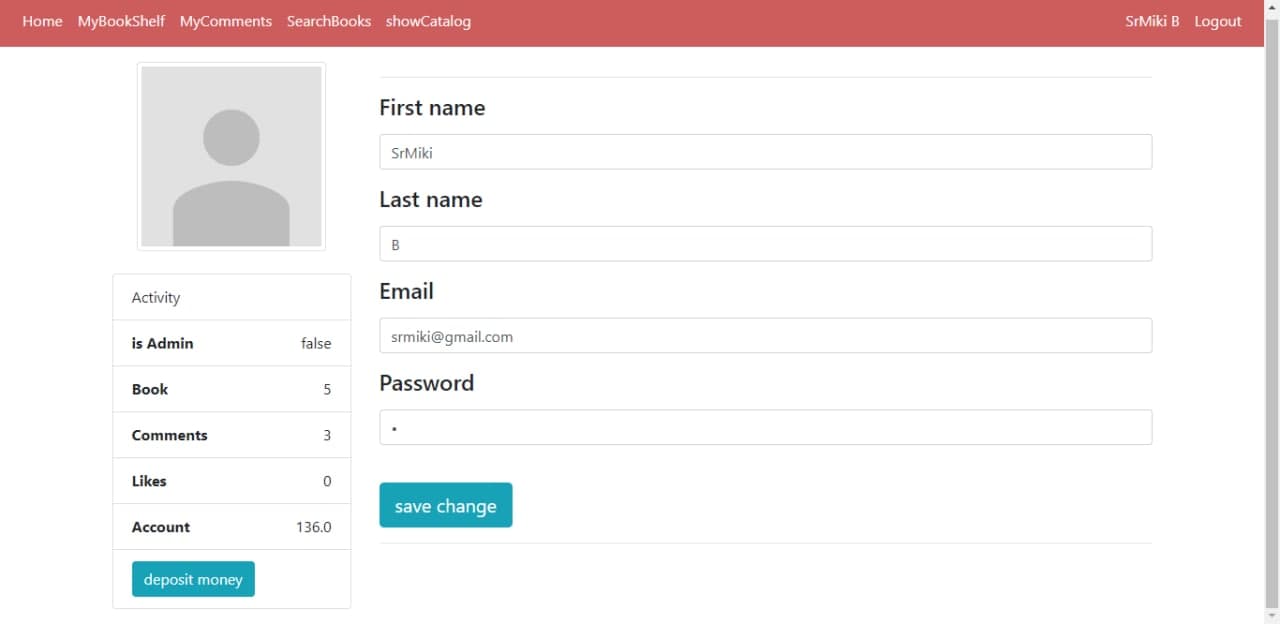 Home MyBookShelf MyComments SearchBooks showCatalog SrMiki B Logout
First name
SrMiki
Last name
B
Email
srmiki@gmail.com
Password
•
save change
Activity
is Admin false
Book 5
Comments 3
Likes 0
Account 136.0
deposit money